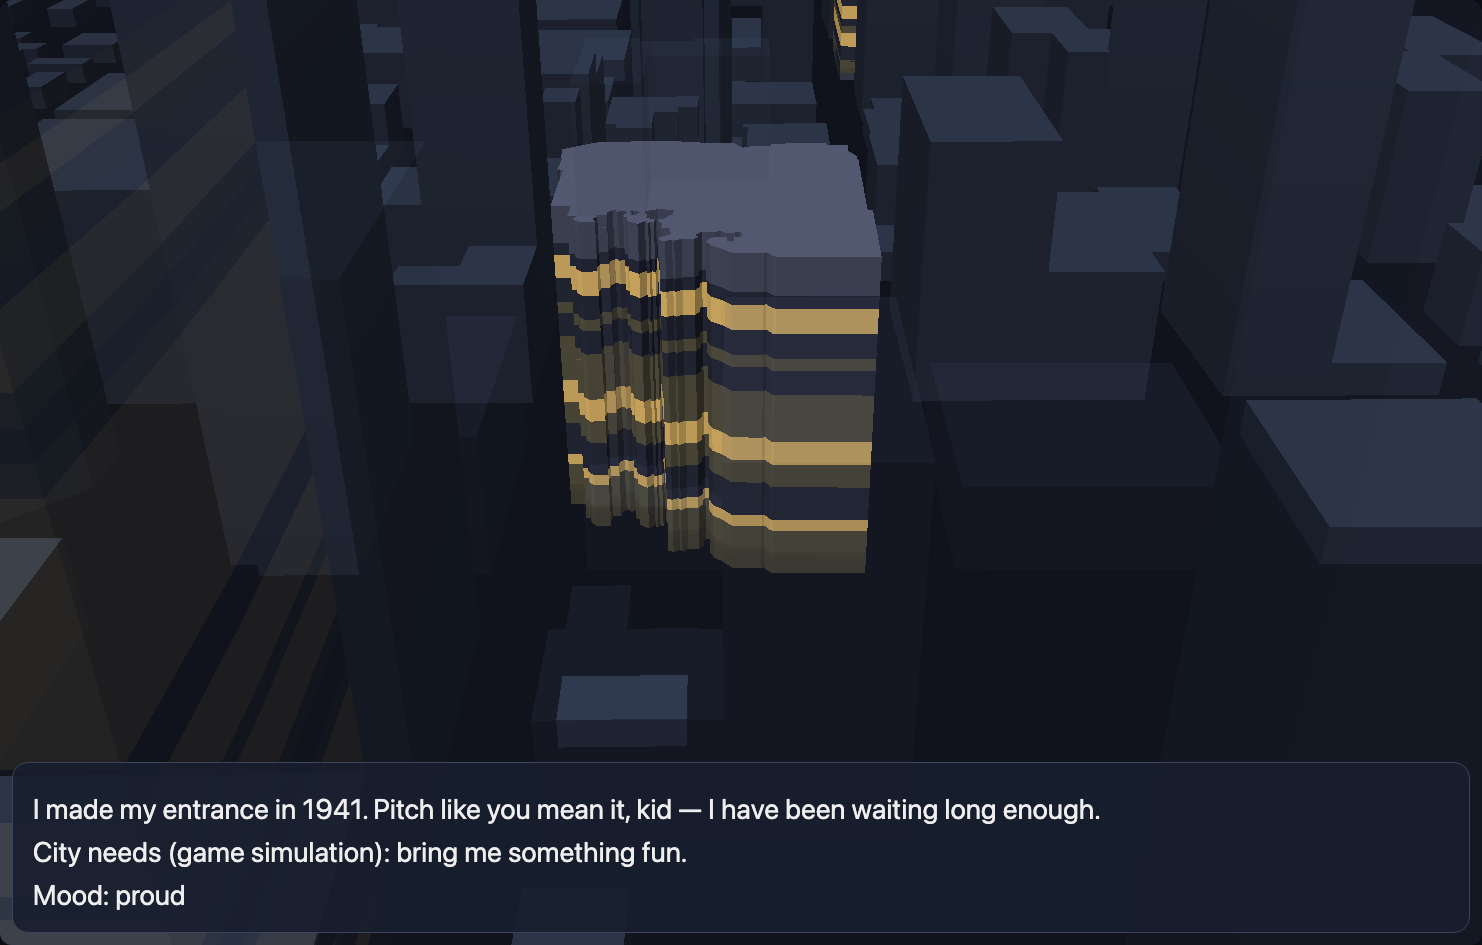 I made my entrance in 1941. Pitch like you mean it, kid — I have been waiting long enough.
City needs (game simulation): bring me something fun.
Mood: proud